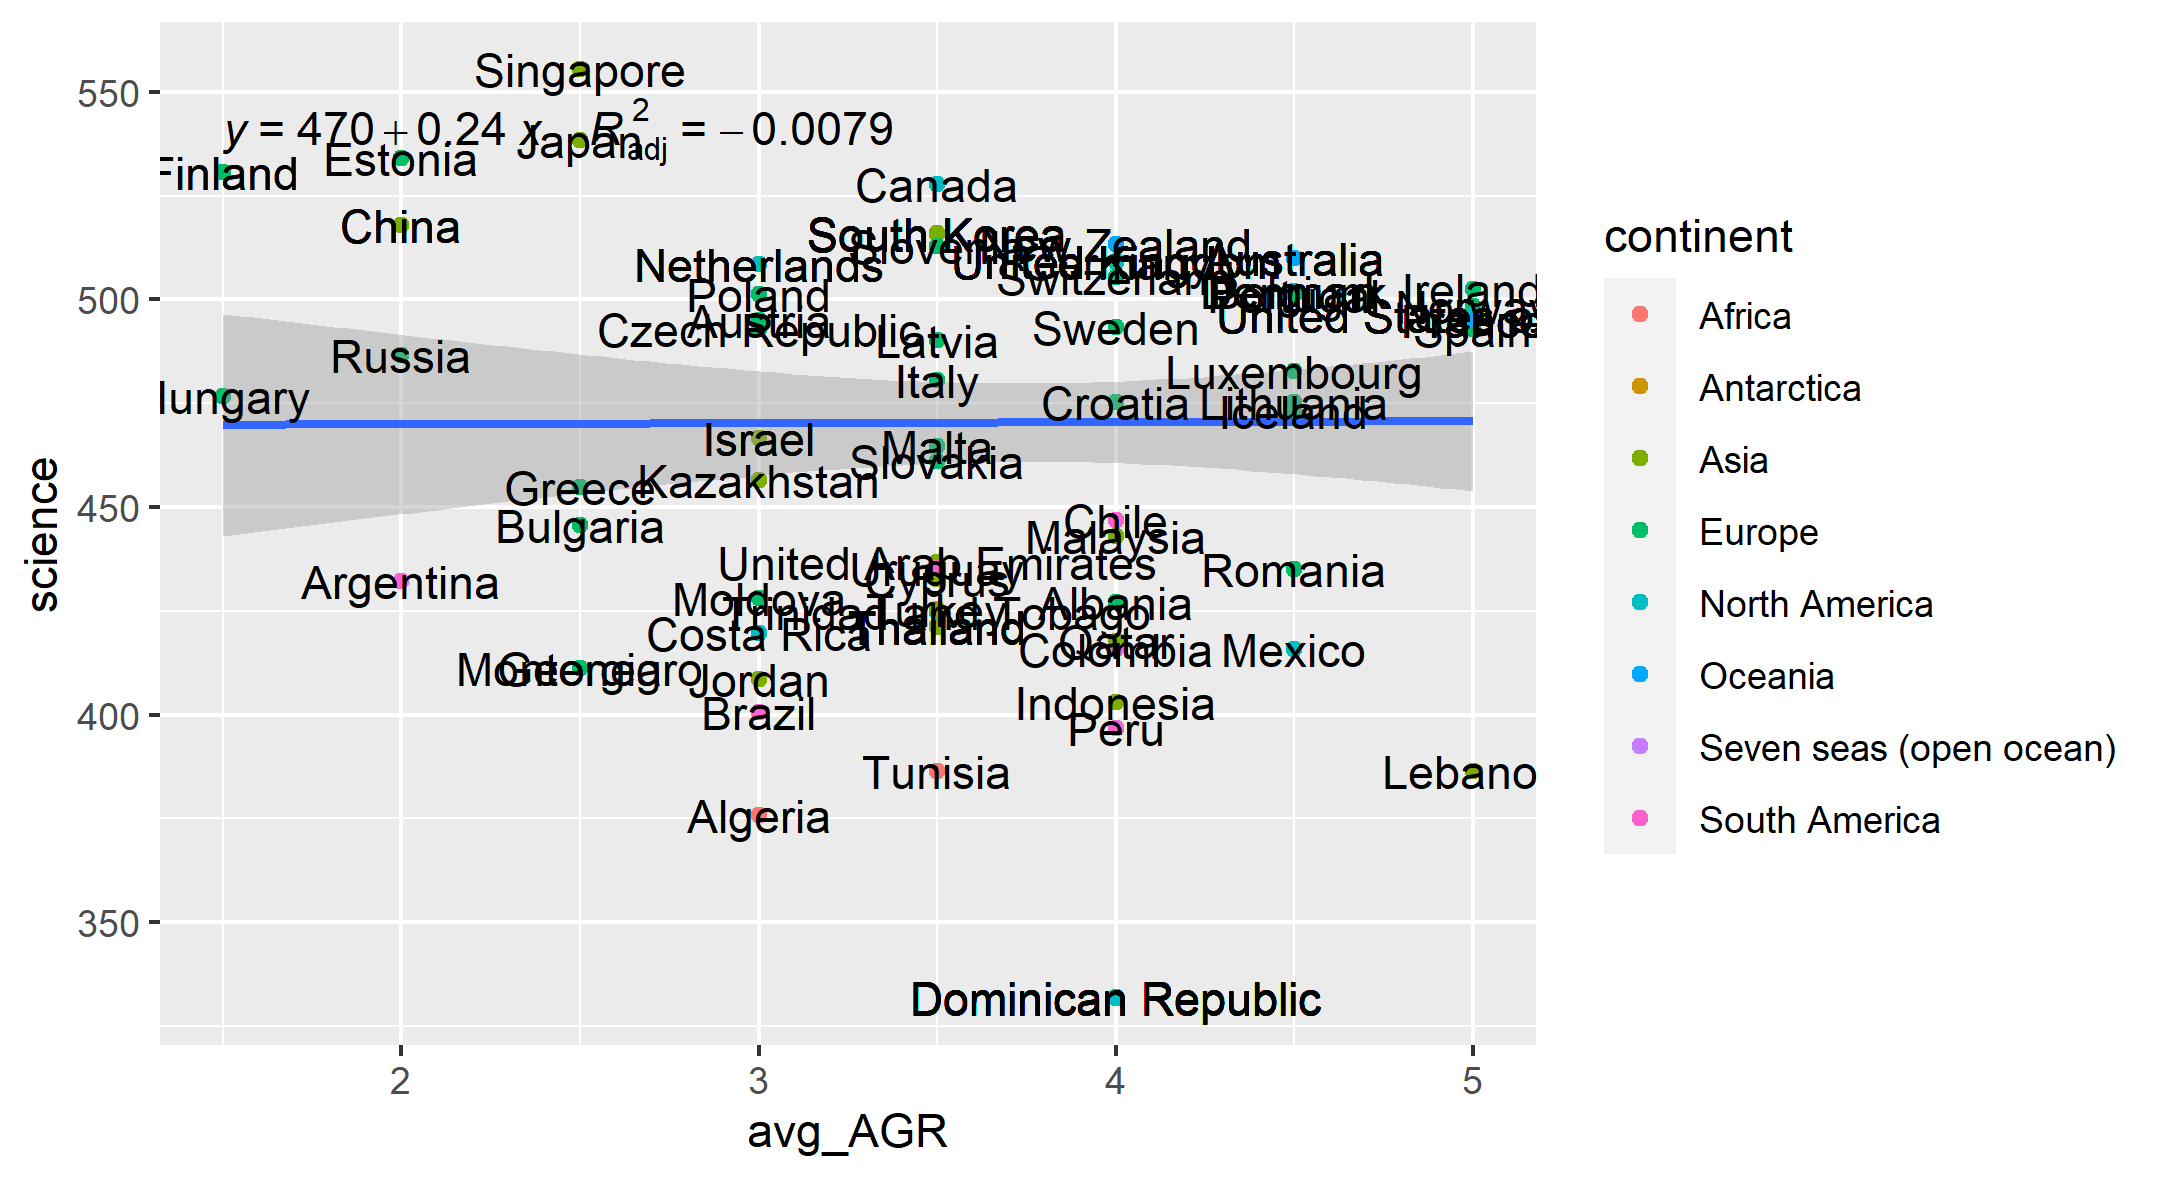 Singapore
550
y = 470 + 0.24 x R²adj = −0.0079
Japan
Estonia
Finland
Canada
China
South Korea
Slovenia
New Zealand
United Kingdom
Australia
Netherlands
Switzerland
500
Poland
Portugal
Denmark
Ireland
Norway
Austria
United States
Czech Republic
Sweden
Spain
Latvia
Russia
Italy
Luxembourg
Hungary
Croatia
Lithuania
Iceland
Israel
Malta
Slovakia
Kazakhstan
Greece
450
Bulgaria
Chile
Malaysia
United Arab Emirates
Uruguay
Cyprus
Romania
Argentina
Moldova
Albania
Trinidad and Tobago
Turkey
Costa Rica
Thailand
Qatar
Colombia
Mexico
Montenegro
Georgia
Jordan
Indonesia
400
Brazil
Peru
Tunisia
Lebano
Algeria
350
Dominican Republic
2
3
4
5
avg_AGR
science
continent
Africa
Antarctica
Asia
Europe
North America
Oceania
Seven seas (open ocean)
South America